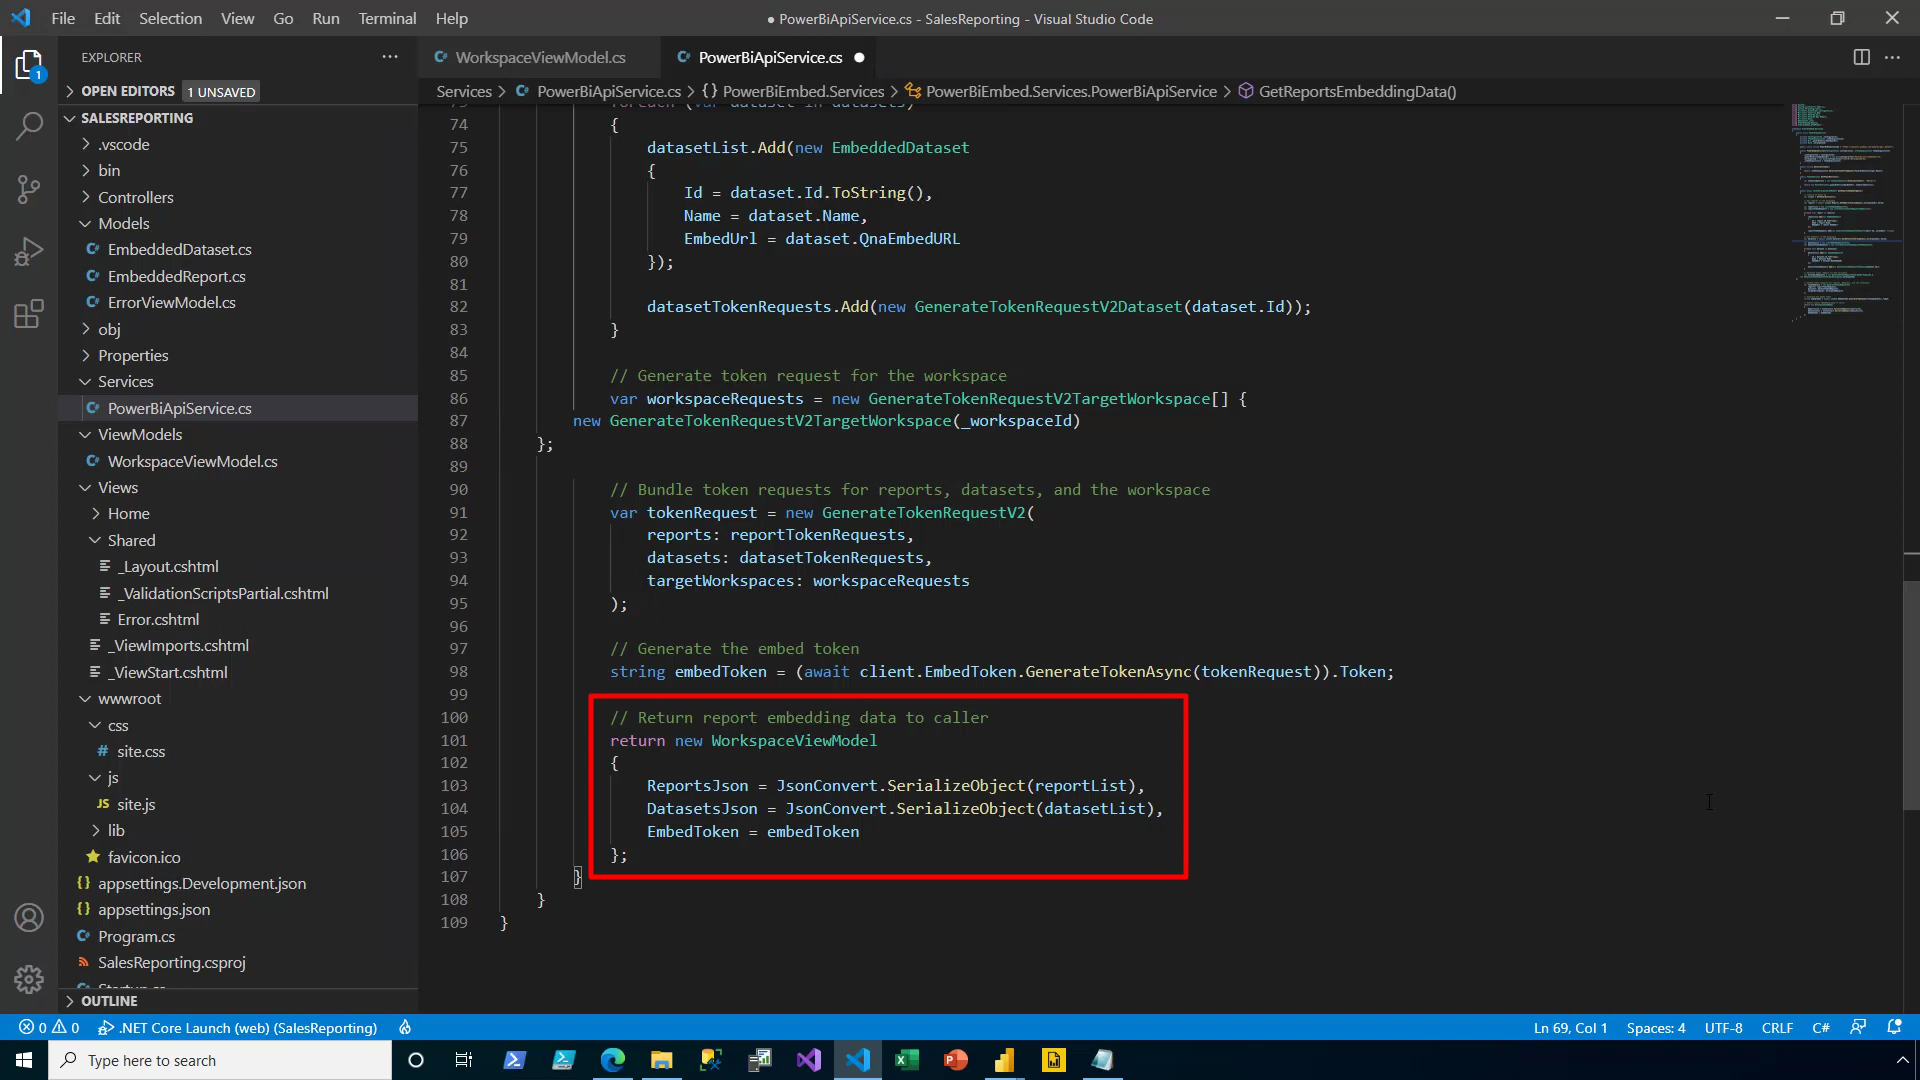 File Edit Selection View Go Run Terminal Help
● PowerBiApiService.cs - SalesReporting - Visual Studio Code
EXPLORER
WorkspaceViewModel.cs
PowerBiApiService.cs
OPEN EDITORS 1 UNSAVED
Services > PowerBiApiService.cs > {} PowerBiEmbed.Services > PowerBiEmbed.Services.PowerBiApiService > GetReportsEmbeddingData()
1
SALESREPORTING
.vscode
bin
Controllers
Models
EmbeddedDataset.cs
EmbeddedReport.cs
ErrorViewModel.cs
obj
Properties
Services
PowerBiApiService.cs
ViewModels
WorkspaceViewModel.cs
Views
Home
Shared
_Layout.cshtml
_ValidationScriptsPartial.cshtml
Error.cshtml
_ViewImports.cshtml
_ViewStart.cshtml
wwwroot
css
# site.css
js
JS site.js
lib
favicon.ico
{} appsettings.Development.json
{} appsettings.json
Program.cs
SalesReporting.csproj
Startup.cs
OUTLINE
73 foreach (var dataset in datasets)
74 {
75 datasetList.Add(new EmbeddedDataset
76 {
77 Id = dataset.Id.ToString(),
78 Name = dataset.Name,
79 EmbedUrl = dataset.QnaEmbedURL
80 });
81
82 datasetTokenRequests.Add(new GenerateTokenRequestV2Dataset(dataset.Id));
83 }
84
85 // Generate token request for the workspace
86 var workspaceRequests = new GenerateTokenRequestV2TargetWorkspace[] {
87 new GenerateTokenRequestV2TargetWorkspace(_workspaceId)
88 };
89
90 // Bundle token requests for reports, datasets, and the workspace
91 var tokenRequest = new GenerateTokenRequestV2(
92 reports: reportTokenRequests,
93 datasets: datasetTokenRequests,
94 targetWorkspaces: workspaceRequests
95 );
96
97 // Generate the embed token
98 string embedToken = (await client.EmbedToken.GenerateTokenAsync(tokenRequest)).Token;
99
100 // Return report embedding data to caller
101 return new WorkspaceViewModel
102 {
103 ReportsJson = JsonConvert.SerializeObject(reportList),
104 DatasetsJson = JsonConvert.SerializeObject(datasetList),
105 EmbedToken = embedToken
106 };
107 }
108 }
109 }
0 0 .NET Core Launch (web) (SalesReporting)
Ln 69, Col 1 Spaces: 4 UTF-8 CRLF C#
Type here to search